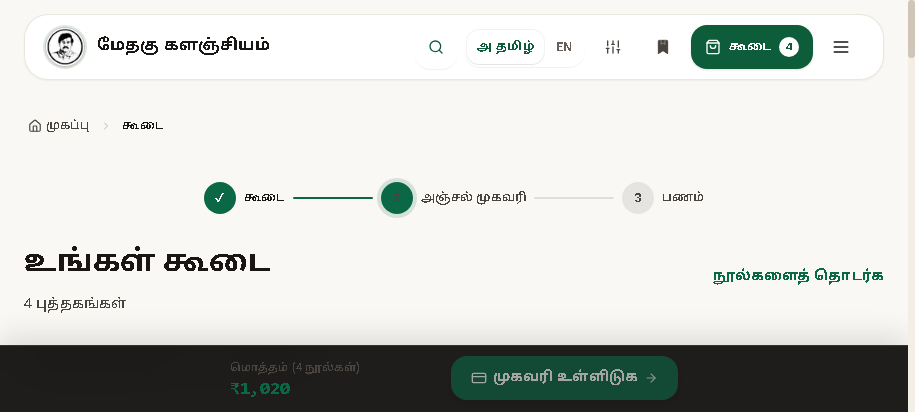 மேதகு களஞ்சியம்
அ தமிழ்
EN
கூடை 4
முகப்பு
கூடை
கூடை
அஞ்சல் முகவரி
3 பணம்
உங்கள் கூடை
நூல்களைத் தொடர்க
4 புத்தகங்கள்
மொத்தம் (4 நூல்கள்)
₹1,020
முகவரி உள்ளிடுக →